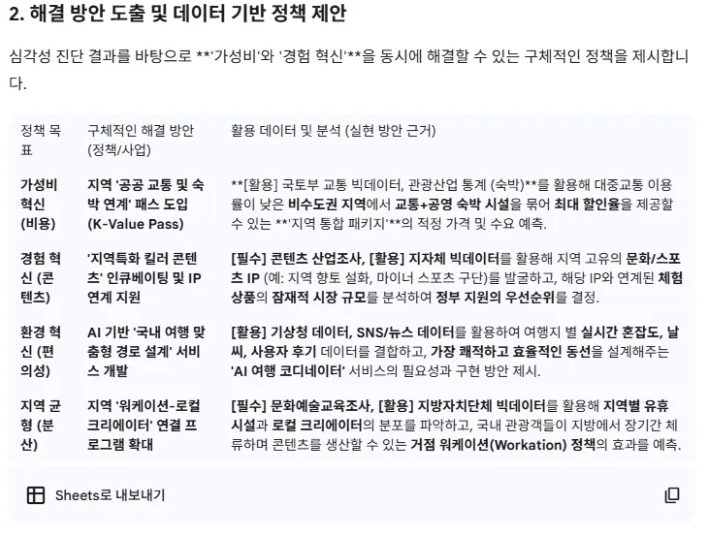 2. 해결 방안 도출 및 데이터 기반 정책 제안
심각성 진단 결과를 바탕으로 **'가성비'와 '경험 혁신'**을 동시에 해결할 수 있는 구체적인 정책을 제시합니
다.
정책 목
표
구체적인 해결 방안
(정책/사업)
활용 데이터 및 분석 (실현 방안 근거)
가성비
혁신
(비용)
지역 '공공 교통 및 숙
박 연계' 패스 도입
(K-Value Pass)
**[활용] 국토부 교통 빅데이터, 관광산업 통계 (숙박)**를 활용해 대중교통 이용
률이 낮은 비수도권 지역에서 교통+공영 숙박 시설을 묶어 최대 할인율을 제공할
수 있는 **'지역 통합 패키지'**의 적정 가격 및 수요 예측.
경험 혁
신 (콘
텐츠)
'지역특화 킬러 콘텐
츠' 인큐베이팅 및 IP
연계 지원
[필수] 콘텐츠 산업조사, [활용] 지자체 빅데이터를 활용해 지역 고유의 문화/스포
츠 IP (예: 지역 향토 설화, 마이너 스포츠 구단)를 발굴하고, 해당 IP와 연계된 체험
상품의 잠재적 시장 규모를 분석하여 정부 지원의 우선순위를 결정.
환경 혁
신 (편
의성)
AI 기반 '국내 여행 맞
춤형 경로 설계' 서비
스 개발
[활용] 기상청 데이터, SNS/뉴스 데이터를 활용하여 여행지 별 실시간 혼잡도, 날
씨, 사용자 후기 데이터를 결합하고, 가장 쾌적하고 효율적인 동선을 설계해주는
'AI 여행 코디네이터' 서비스의 필요성과 구현 방안 제시.
지역 균
형 (분
산)
지역 '워케이션-로컬
크리에이터' 연결 프
로그램 확대
[필수] 문화예술교육조사, [활용] 지방자치단체 빅데이터를 활용해 지역별 유휴
시설과 로컬 크리에이터의 분포를 파악하고, 국내 관광객들이 지방에서 장기간 체
류하며 콘텐츠를 생산할 수 있는 거점 워케이션(Workation) 정책의 효과를 예측.
Sheets로 내보내기